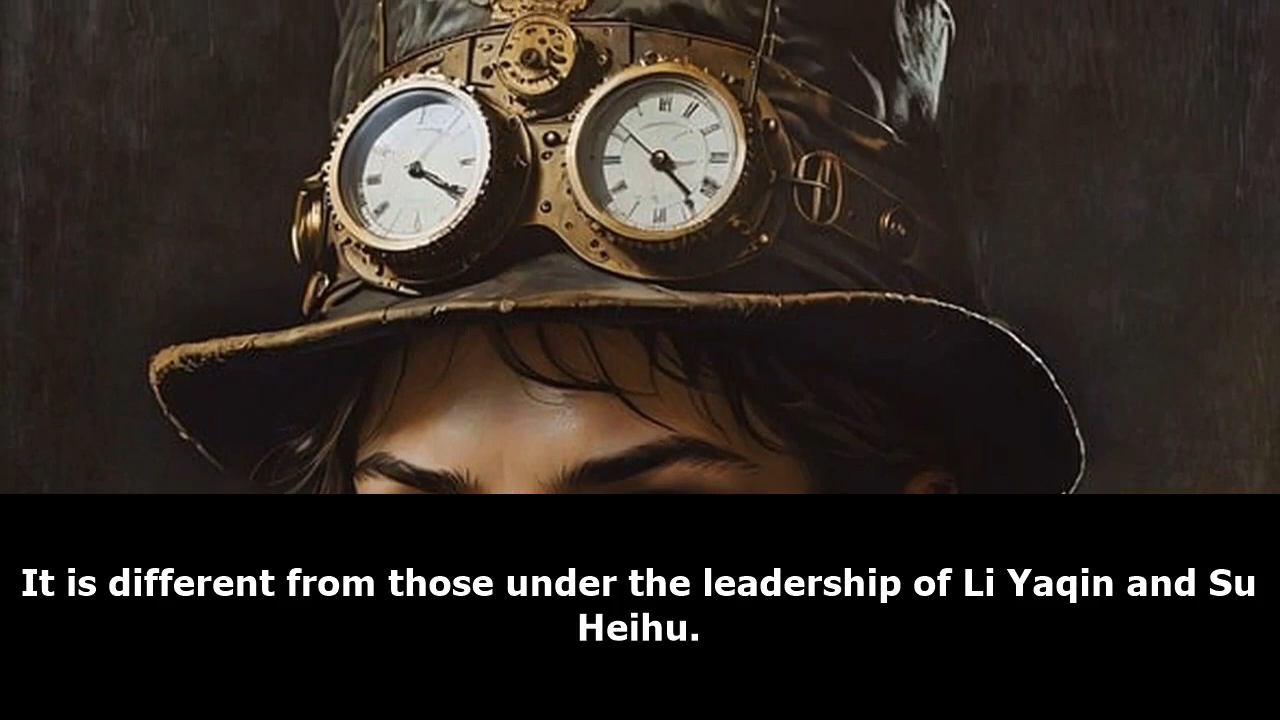 It is different from those under the leadership of Li Yaqin and Su
Heihu.